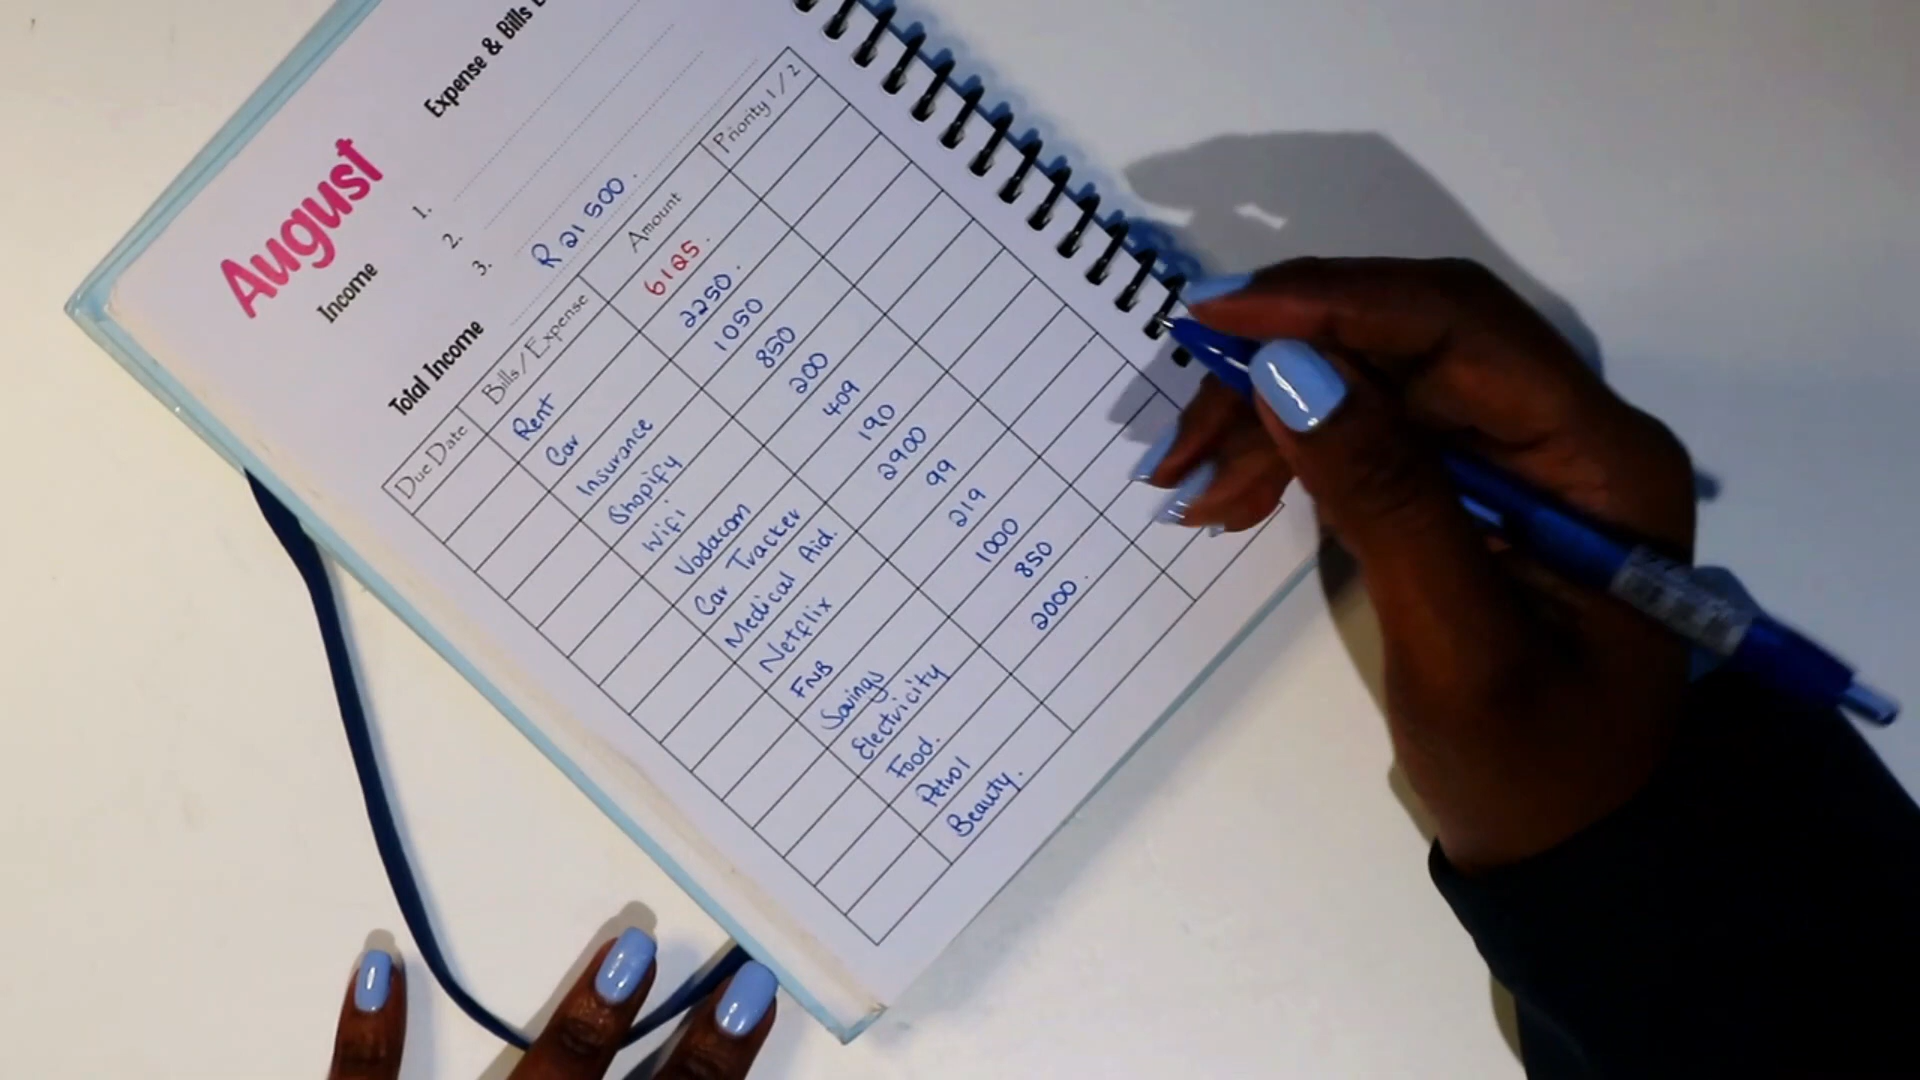 August
Expense & Bills
Income
1.
2.
3.
Total Income R 21 500.
Due Date Bills / Expense Amount Priority 1 / 2
Rent 6125.
Car 2250.
Insurance 1050
Shopify 850
Wifi 200
Vodacom 409
Car Tracker 190
Medical Aid. 2900
Netflix 99
FNB 219
Savings 1000
Electricity 850
Food. 2000.
Petrol
Beauty.